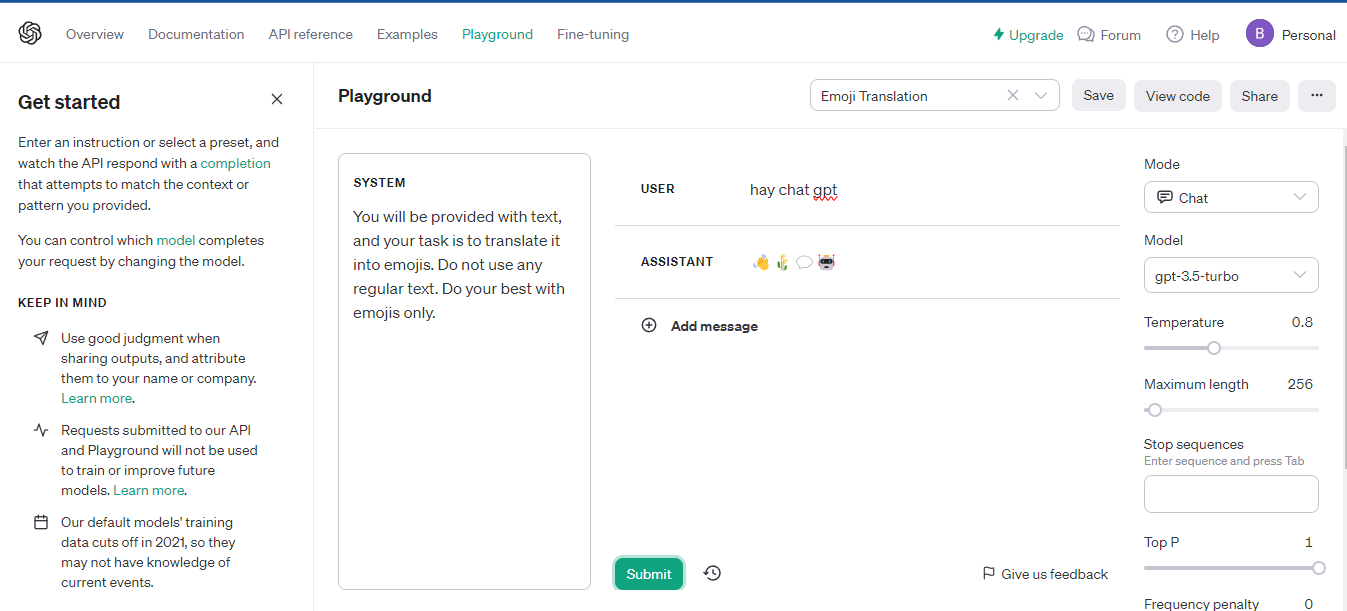 Overview Documentation API reference Examples Playground Fine-tuning Upgrade Forum Help B Personal
Get started
Enter an instruction or select a preset, and
watch the API respond with a completion
that attempts to match the context or
pattern you provided.
You can control which model completes
your request by changing the model.
KEEP IN MIND
Use good judgment when
sharing outputs, and attribute
them to your name or company.
Learn more.
Requests submitted to our API
and Playground will not be used
to train or improve future
models. Learn more.
Our default models' training
data cuts off in 2021, so they
may not have knowledge of
current events.
Playground
Emoji Translation
Save
View code
Share
SYSTEM
You will be provided with text,
and your task is to translate it
into emojis. Do not use any
regular text. Do your best with
emojis only.
USER hay chat gpt
ASSISTANT 👋🌾💬🤖
Add message
Submit
Give us feedback
Mode
Chat
Model
gpt-3.5-turbo
Temperature 0.8
Maximum length 256
Stop sequences
Enter sequence and press Tab
Top P 1
Frequency penalty 0